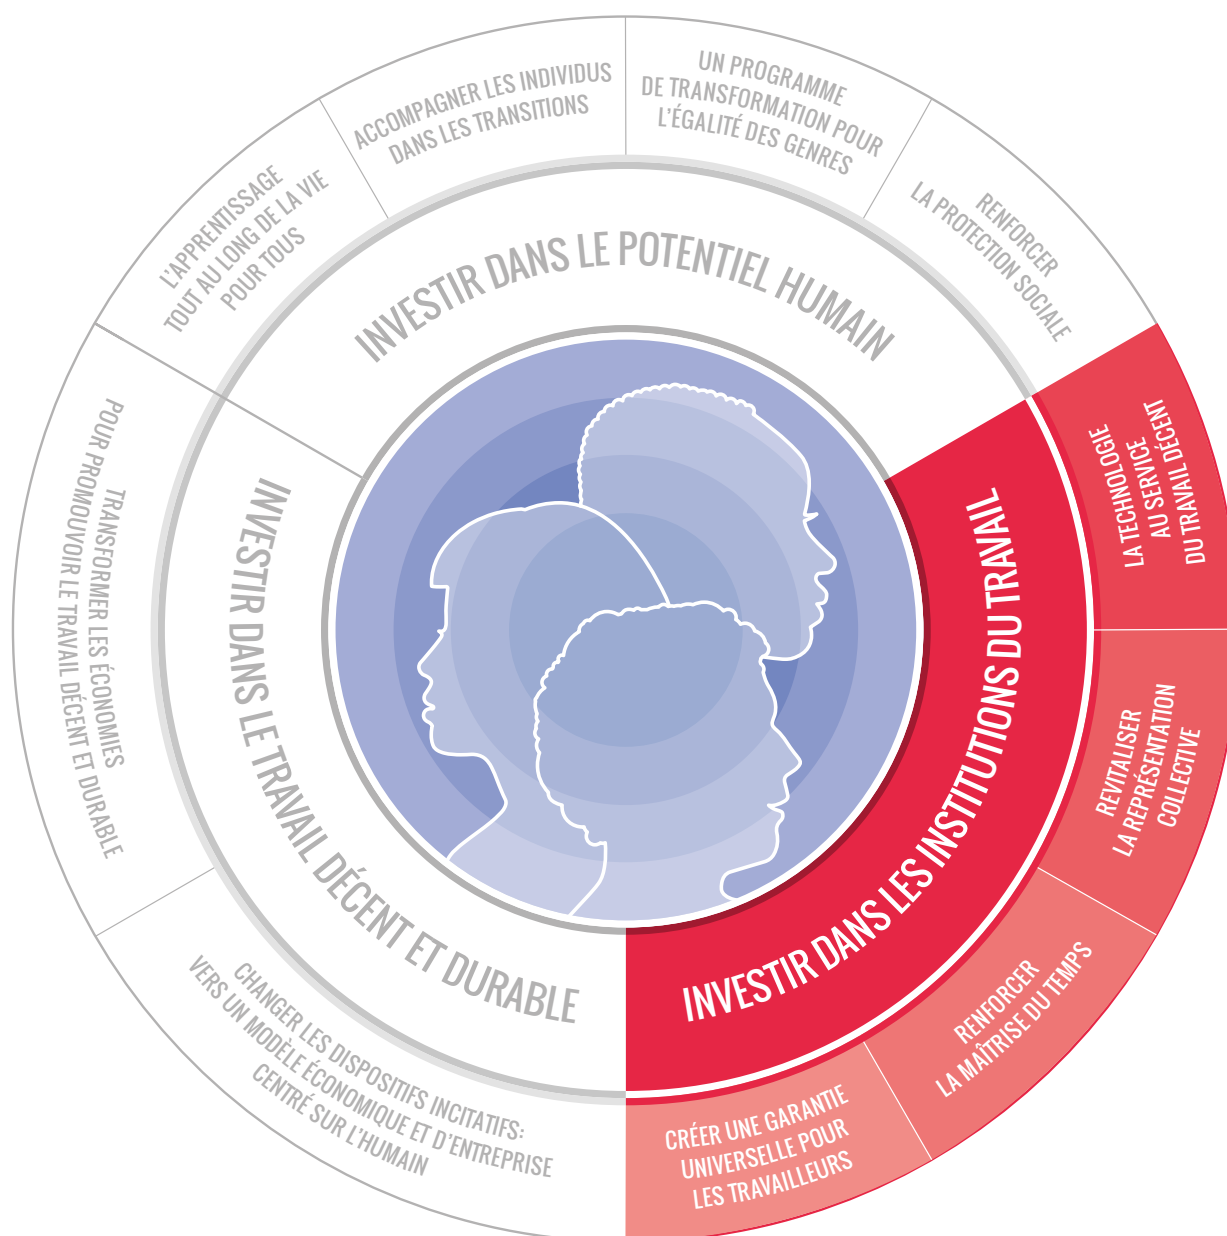 INVESTIR DANS LE POTENTIEL HUMAIN
L'APPRENTISSAGE
TOUT AU LONG DE LA VIE
POUR TOUS
ACCOMPAGNER LES INDIVIDUS
DANS LES TRANSITIONS
UN PROGRAMME
DE TRANSFORMATION POUR
L'ÉGALITÉ DES GENRES
RENFORCER
LA PROTECTION SOCIALE
INVESTIR DANS LES INSTITUTIONS DU TRAVAIL
LA TECHNOLOGIE
AU SERVICE
DU TRAVAIL DÉCENT
REVITALISER
LA REPRÉSENTATION
COLLECTIVE
RENFORCER
LA MAÎTRISE DU TEMPS
CRÉER UNE GARANTIE
UNIVERSELLE POUR
LES TRAVAILLEURS
INVESTIR DANS LE TRAVAIL DÉCENT ET DURABLE
TRANSFORMER LES ÉCONOMIES
POUR PROMOUVOIR LE TRAVAIL DÉCENT ET DURABLE
CHANGER LES DISPOSITIFS INCITATIFS:
VERS UN MODÈLE ÉCONOMIQUE ET D'ENTREPRISE
CENTRÉ SUR L'HUMAIN